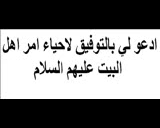 ادعو لي بالتوفيق لاحياء امر اهل
البيت عليهم السلام